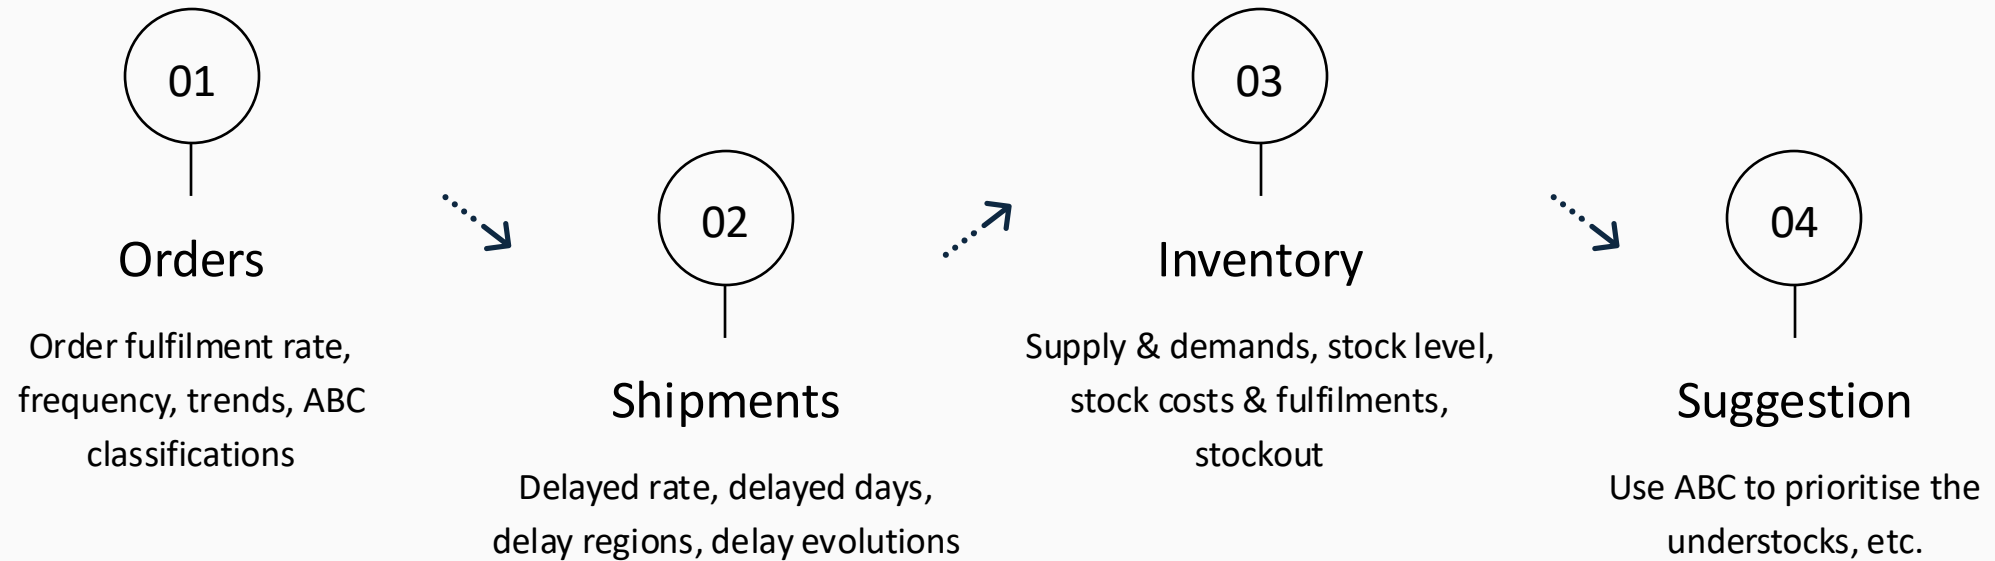 01
Orders
Order fulfilment rate,
frequency, trends, ABC
classifications
02
Shipments
Delayed rate, delayed days,
delay regions, delay evolutions
03
Inventory
Supply & demands, stock level,
stock costs & fulfilments,
stockout
04
Suggestion
Use ABC to prioritise the
understocks, etc.